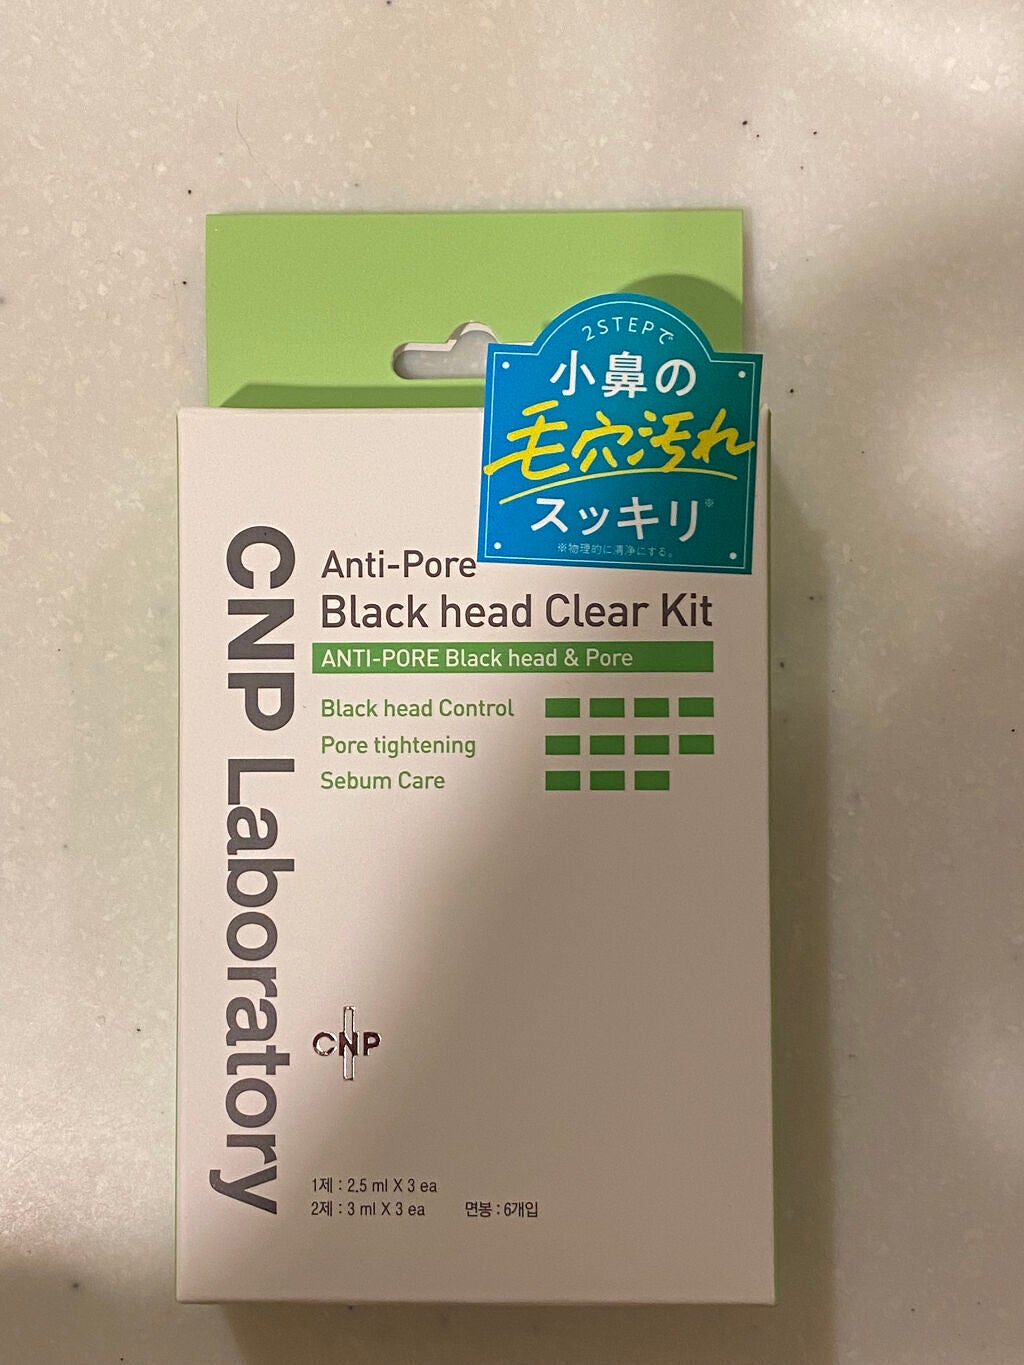 2STEPで
小鼻の
毛穴汚れ
スッキリ※
※物理的に清浄にする。
CNP Laboratory
Anti-Pore
Black head Clear Kit
ANTI-PORE Black head & Pore
Black head Control
Pore tightening
Sebum Care
CNP
1제 : 2.5 ml X 3 ea
2제 : 3 ml X 3 ea 면봉 : 6개입